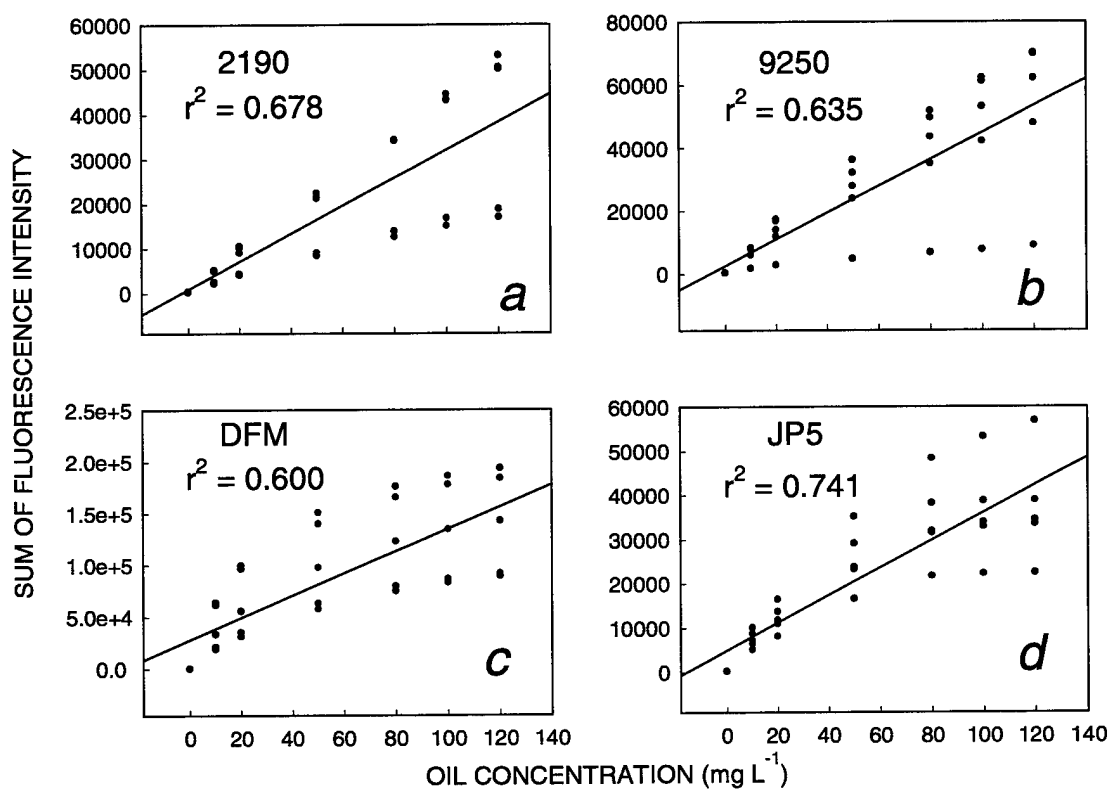 SUM OF FLUORESCENCE INTENSITY
60000
50000
40000
30000
20000
10000
0
2190
r² = 0.678
a
80000
60000
40000
20000
0
9250
r² = 0.635
b
2.5e+5
2.0e+5
1.5e+5
1.0e+5
5.0e+4
0.0
DFM
r² = 0.600
c
0 20 40 60 80 100 120 140
60000
50000
40000
30000
20000
10000
0
JP5
r² = 0.741
d
0 20 40 60 80 100 120 140
OIL CONCENTRATION (mg L⁻¹)